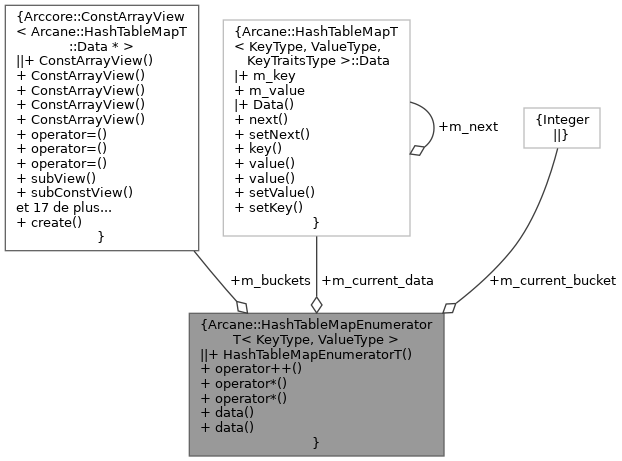 {Arccore::ConstArrayView
< Arcane::HashTableMapT
::Data * >
||+ ConstArrayView()
+ ConstArrayView()
+ ConstArrayView()
+ ConstArrayView()
+ ConstArrayView()
+ operator=()
+ operator=()
+ operator=()
+ subView()
+ subConstView()
et 17 de plus...
+ create()
}
{Arcane::HashTableMapT
< KeyType, ValueType,
KeyTraitsType >::Data
|+ m_key
+ m_value
|+ Data()
+ next()
+ setNext()
+ key()
+ value()
+ value()
+ setValue()
+ setKey()
}
+m_next
{Integer
||}
+m_buckets
+m_current_data
+m_current_bucket
{Arcane::HashTableMapEnumerator
T< KeyType, ValueType >
||+ HashTableMapEnumeratorT()
+ operator++()
+ operator*()
+ operator*()
+ data()
+ data()
}